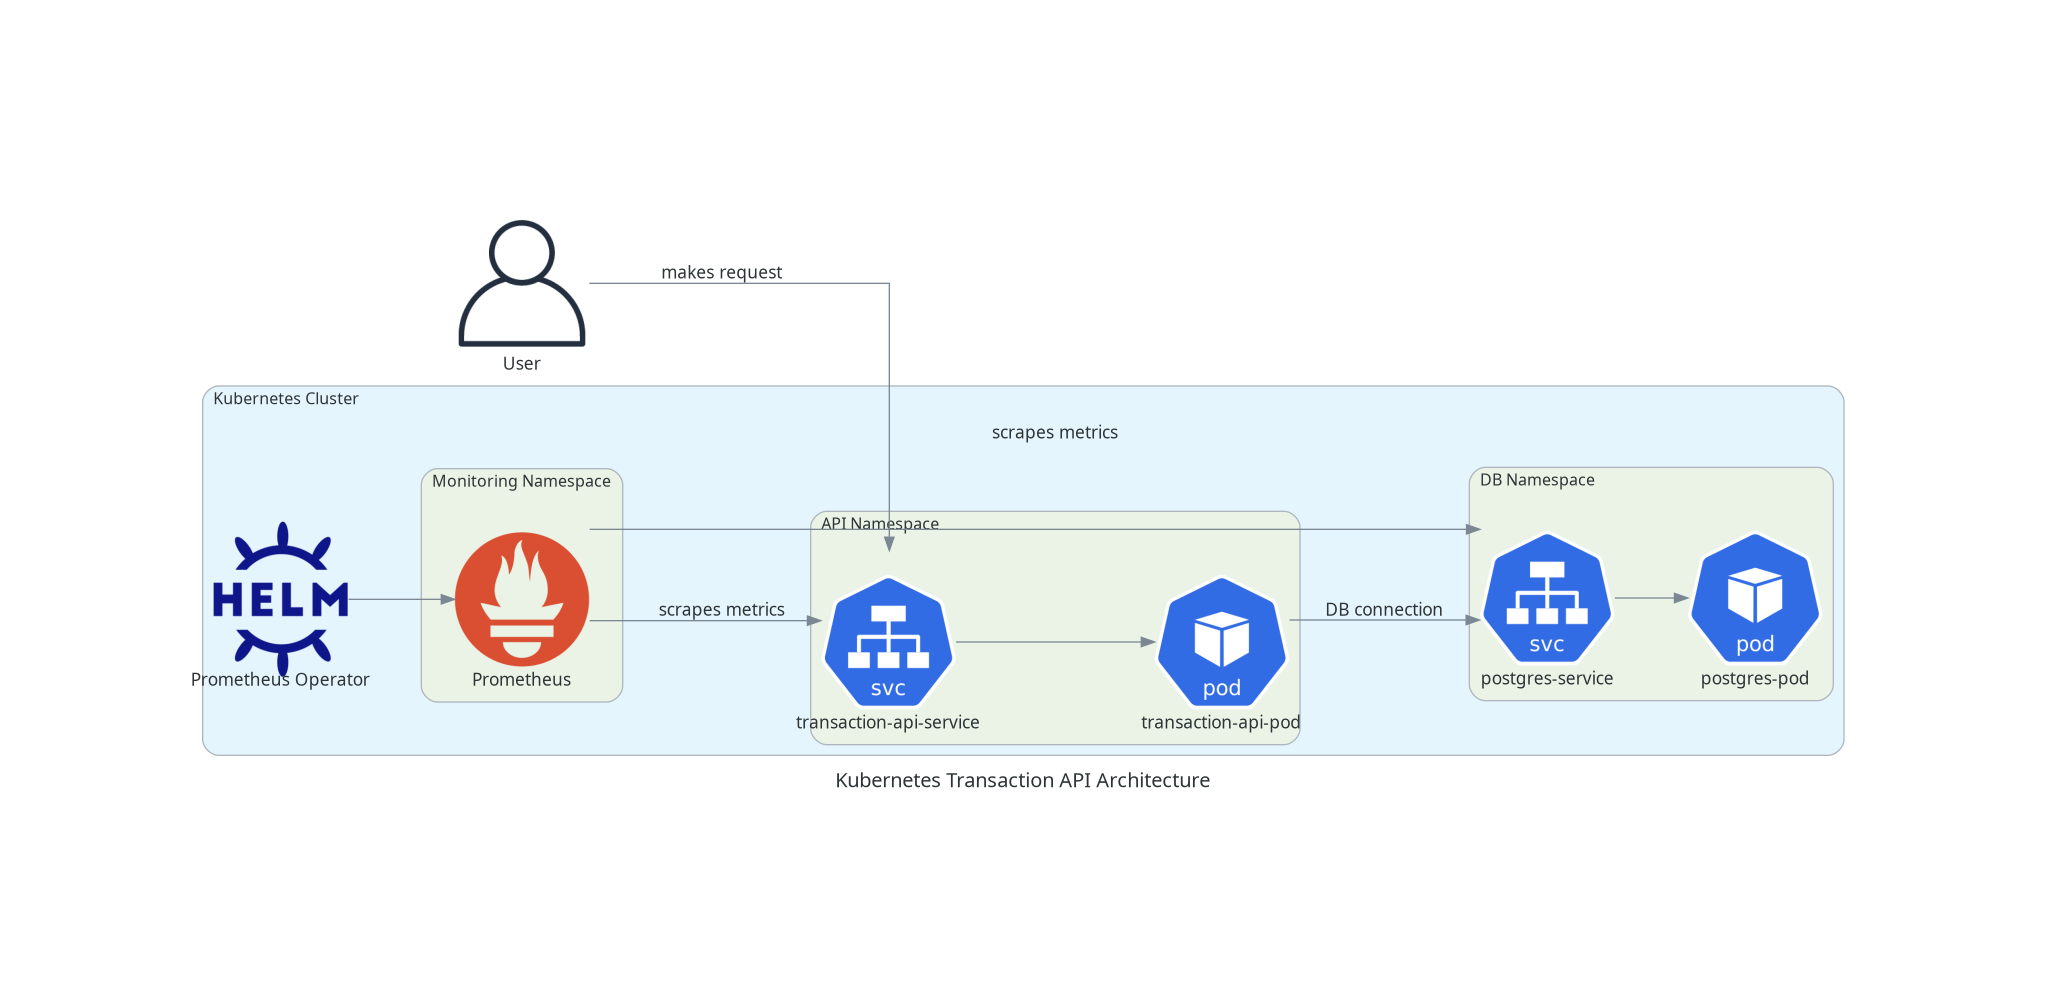 makes request
User
Kubernetes Cluster
scrapes metrics
Monitoring Namespace
DB Namespace
API Namespace
HELM
scrapes metrics
DB connection
svc
pod
svc
pod
Prometheus Operator
Prometheus
postgres-service
postgres-pod
transaction-api-service
transaction-api-pod
Kubernetes Transaction API Architecture